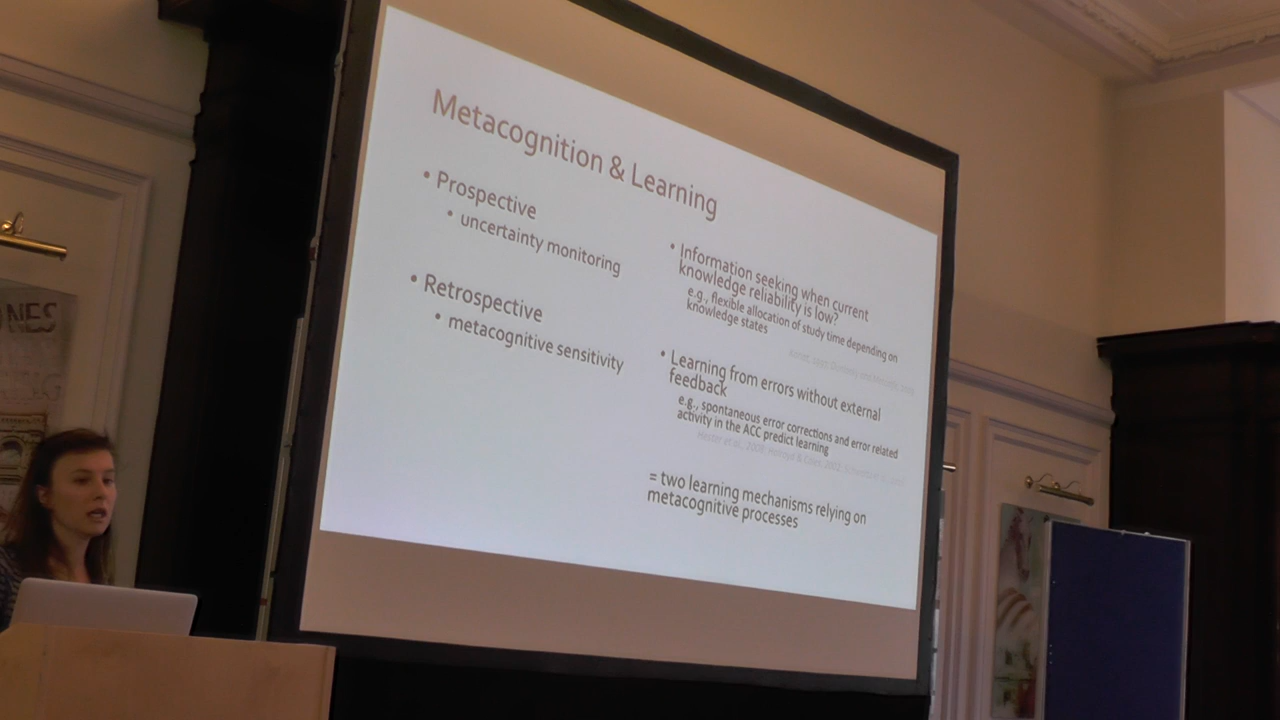 Metacognition & Learning
• Prospective
• uncertainty monitoring
• Retrospective
• metacognitive sensitivity
• Information seeking when current
knowledge reliability is low?
e.g., flexible allocation of study time depending on
knowledge states
• Learning from errors without external
feedback
e.g., spontaneous error corrections and error related
activity in the ACC predict learning
= two learning mechanisms relying on
metacognitive processes
NES